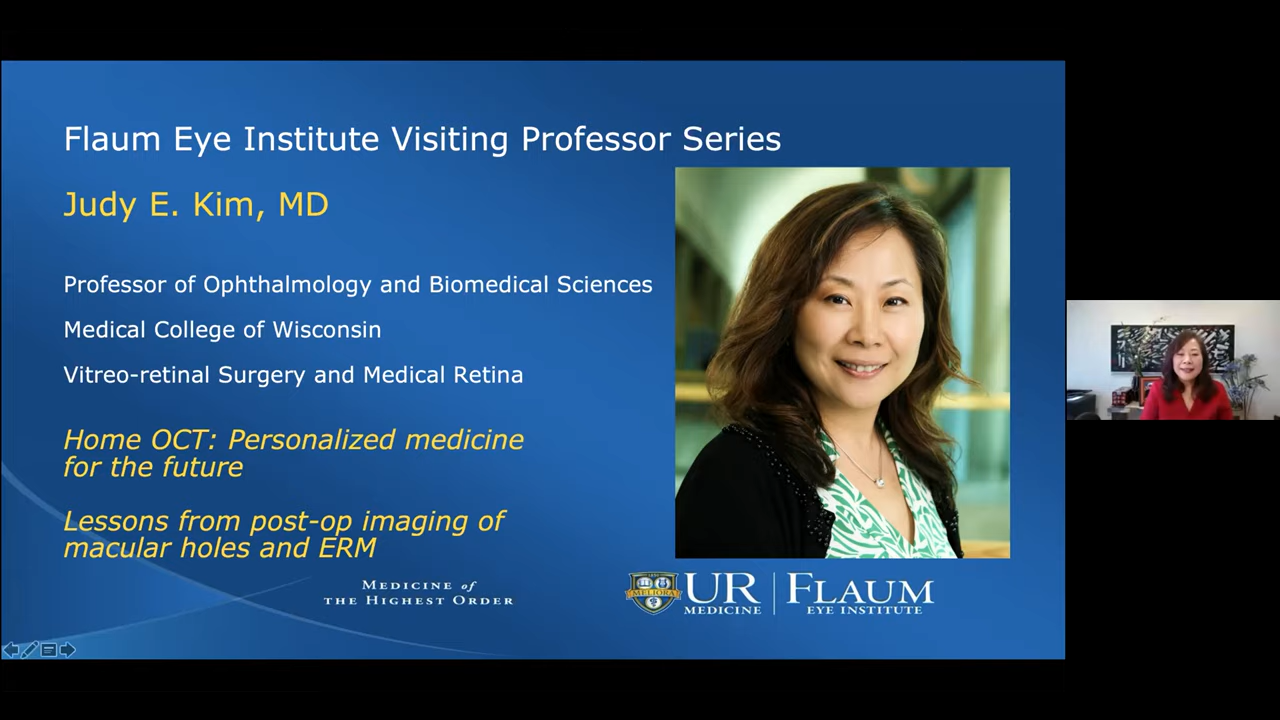 Flaum Eye Institute Visiting Professor Series
Judy E. Kim, MD
Professor of Ophthalmology and Biomedical Sciences
Medical College of Wisconsin
Vitreo-retinal Surgery and Medical Retina
Home OCT: Personalized medicine
for the future
Lessons from post-op imaging of
macular holes and ERM
MEDICINE of
THE HIGHEST ORDER
MELIORA
UR
MEDICINE
FLAUM
EYE INSTITUTE